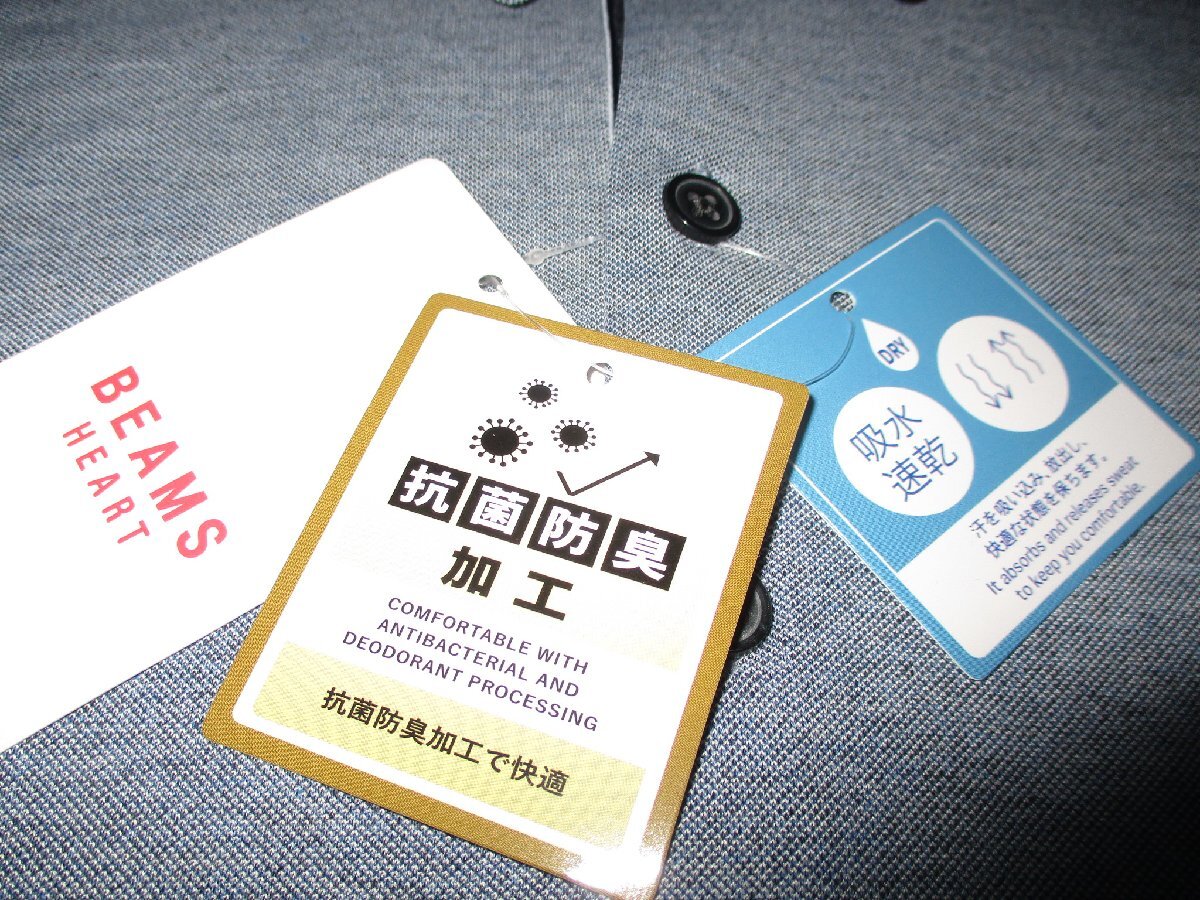 BEAMS
HEART
抗菌防臭
加工
COMFORTABLE WITH
ANTIBACTERIAL AND
DEODORANT PROCESSING
抗菌防臭加工で快適
DRY
吸水
速乾
汗を吸い込み、放出し、
快適な状態を保ちます。
It absorbs and releases sweat
to keep you comfortable.